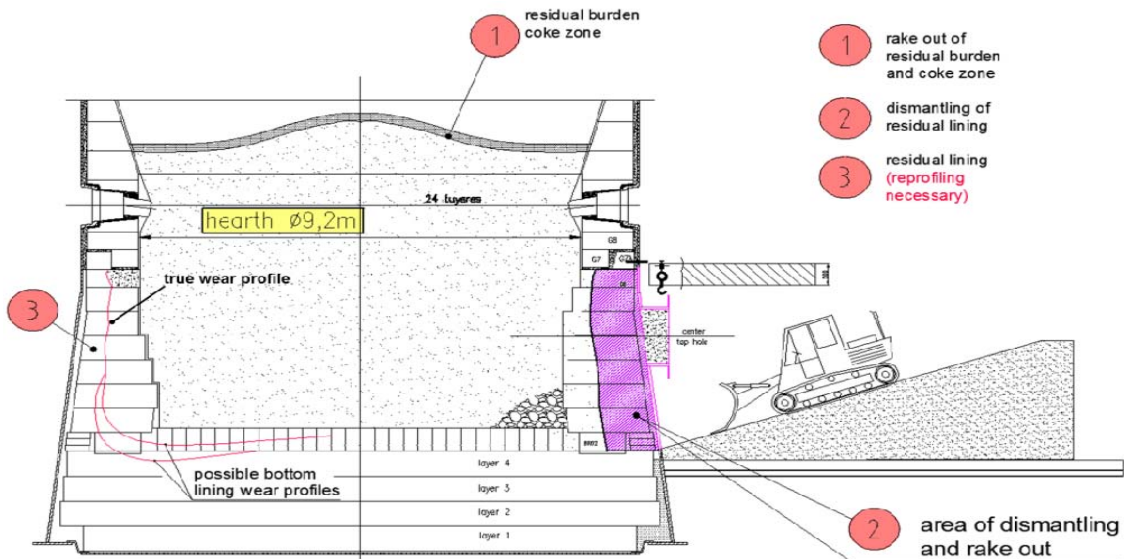 1
residual burden
coke zone
1
rake out of
residual burden
and coke zone
2
dismantling of
residual lining
3
residual lining
(reprofiling
necessary)
24 tuyeres
hearth Ø9,2m
G8
G7
true wear profile
3
center
tap hole
layer 4
possible bottom
lining wear profiles
layer 3
layer 2
layer 1
2
area of dismantling
and rake out